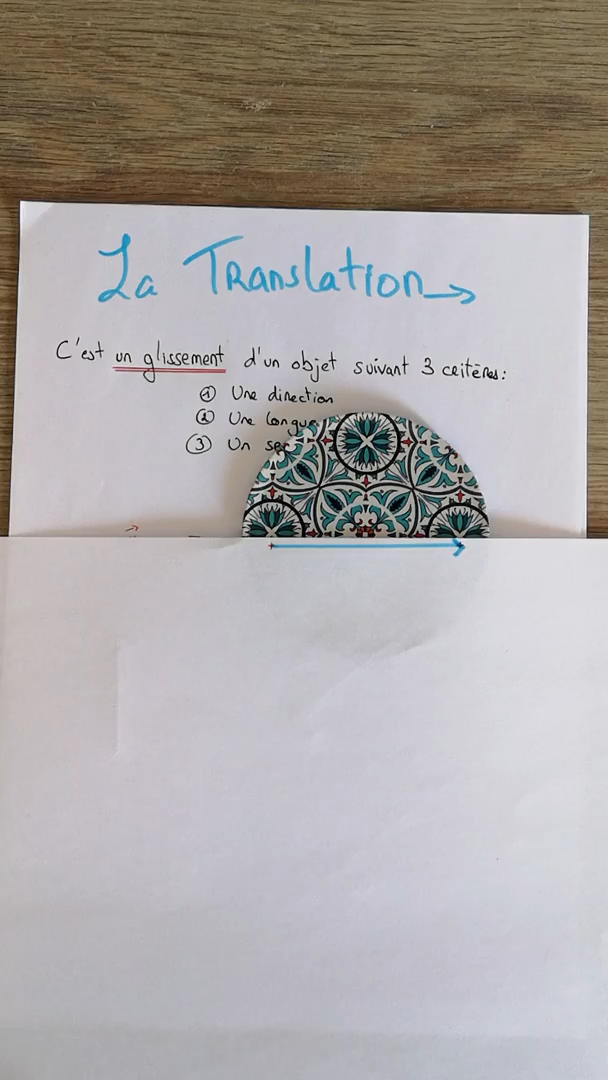 La Translation
C'est un glissement d'un objet suivant 3 critères:
① Une direction
② Une
③ Un